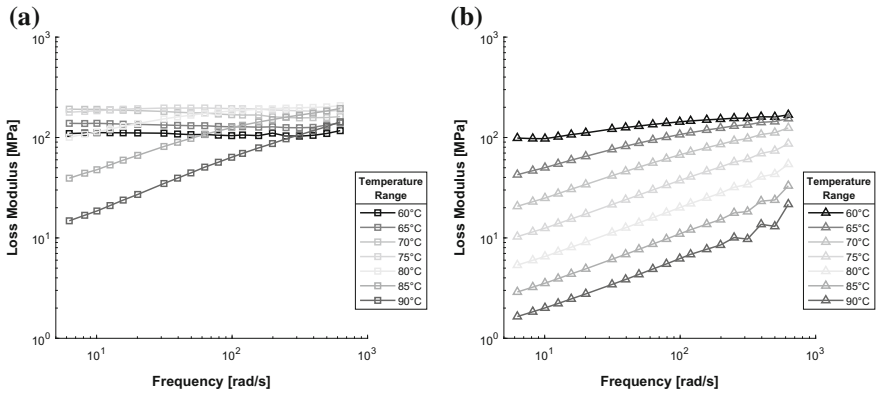 (a)
10³
10²
10¹
10⁰
Loss Modulus [MPa]
10¹
10²
10³
Frequency [rad/s]
Temperature
Range
60°C
65°C
70°C
75°C
80°C
85°C
90°C
(b)
10³
10²
10¹
10⁰
Loss Modulus [MPa]
10¹
10²
10³
Frequency [rad/s]
Temperature
Range
60°C
65°C
70°C
75°C
80°C
85°C
90°C